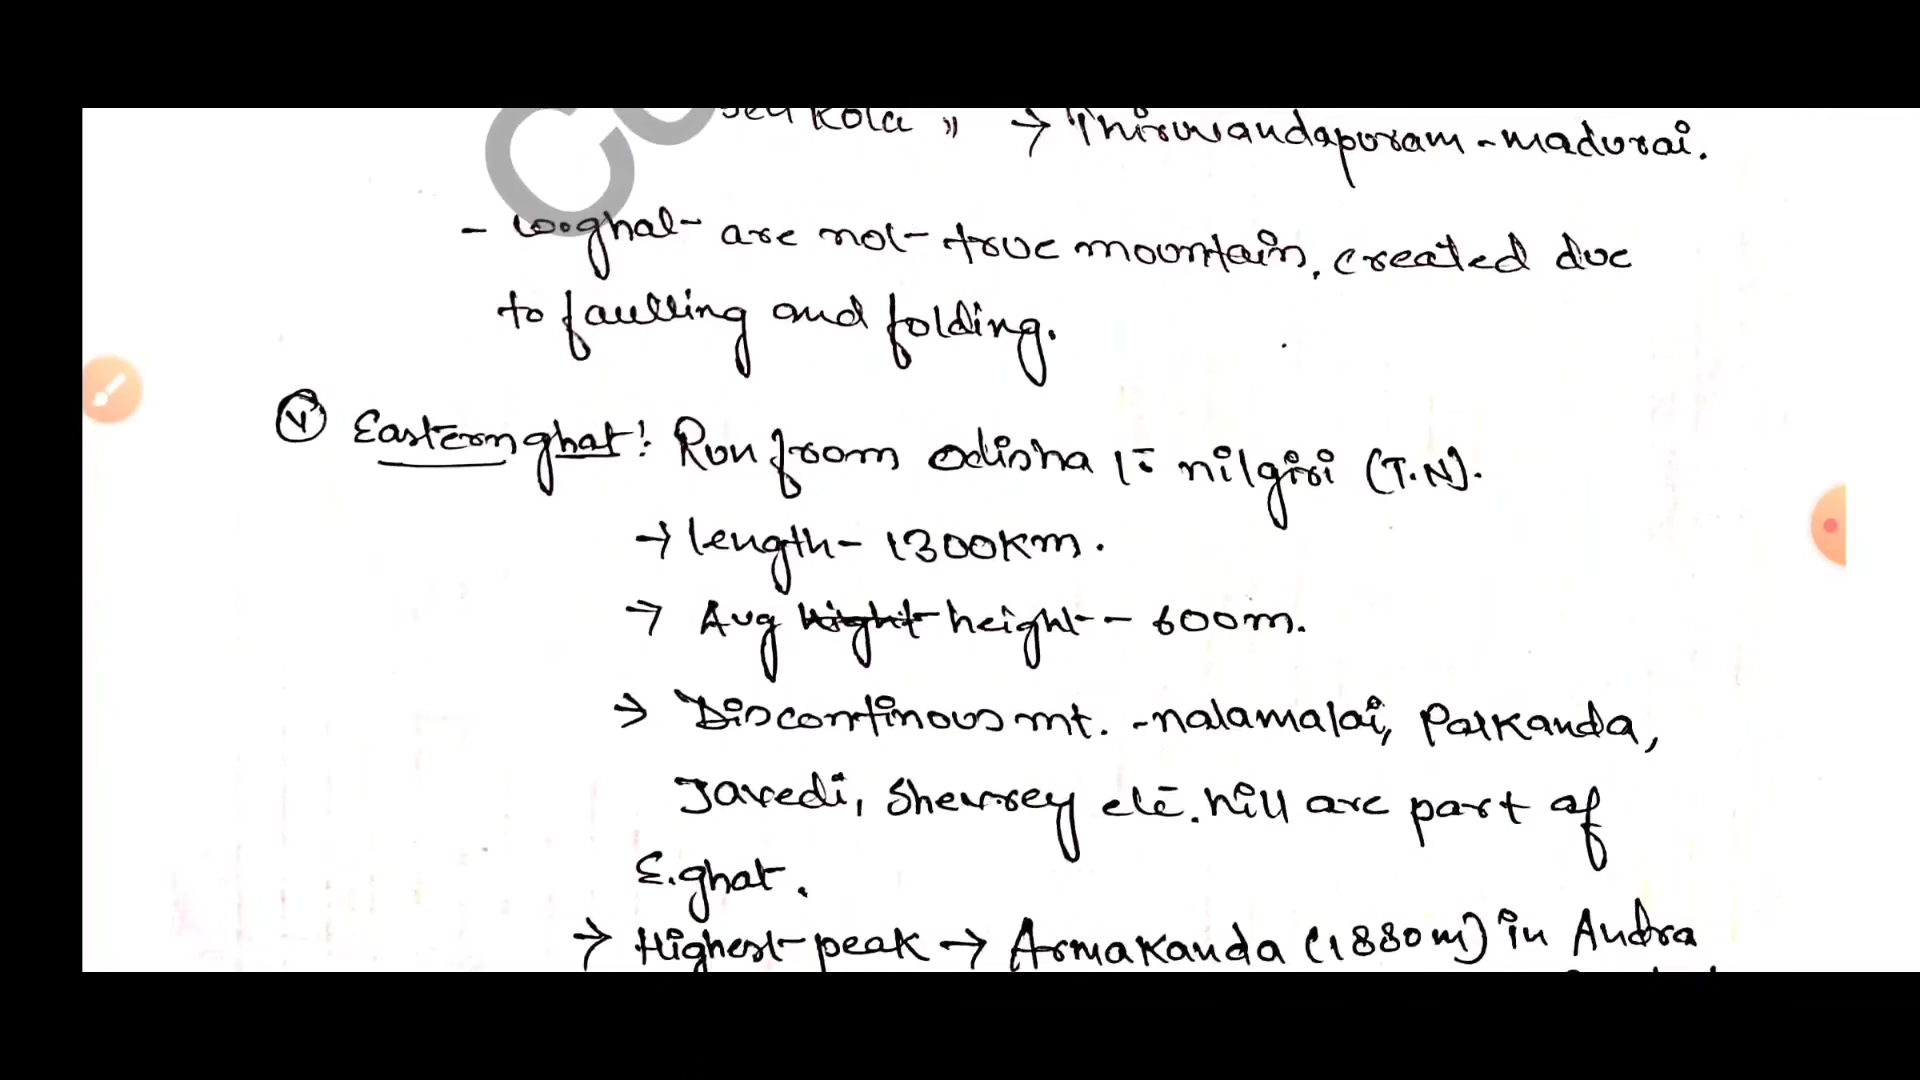 Kola " → Thiruvandapuram - madurai.
- W.ghat are not true mountain, created due
to faulting and folding.
(v) Eastern ghat: Run from odisha to nilgiri (T.N).
→ length - 1300Km.
→ Avg height - 600m.
→ Discontinous mt. - nalamalai, Palkanda,
Javedi, Shevrey etc. hill are part of
E.ghat.
→ Highest peak → Armakanda (1880m) in Andra